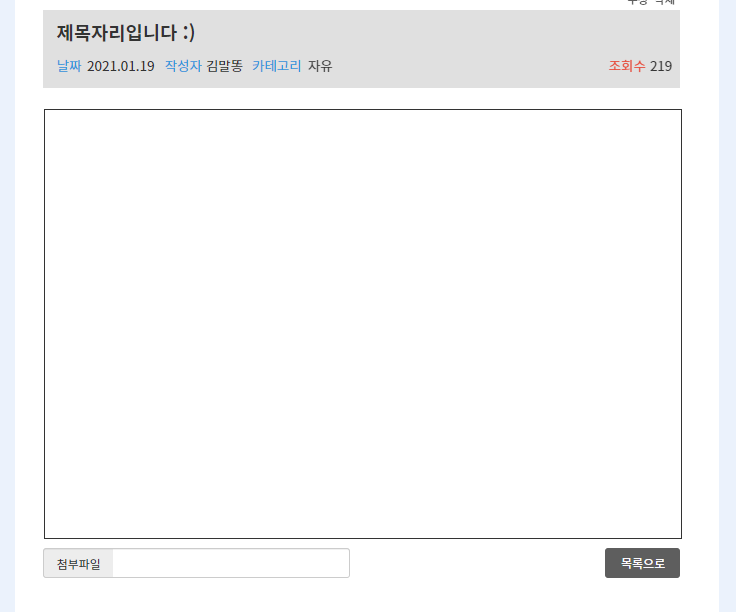 제목자리입니다 :)
날짜 2021.01.19 작성자 김말똥 카테고리 자유 조회수 219
첨부파일 목록으로